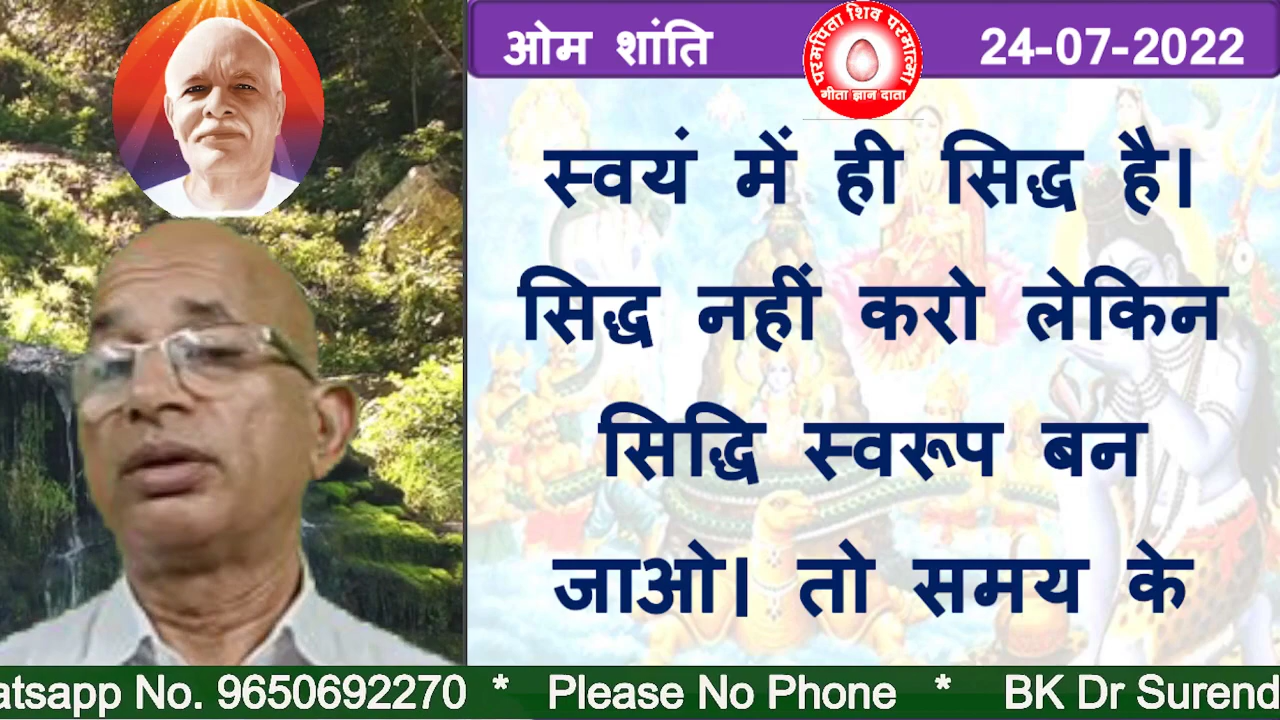 ओम शांति
परमपिता शिव परमात्मा
गीता ज्ञान दाता
24-07-2022
स्वयं में ही सिद्ध है।
सिद्ध नहीं करो लेकिन
सिद्धि स्वरूप बन
जाओ। तो समय के
atsapp No. 9650692270 * Please No Phone * BK Dr Surend